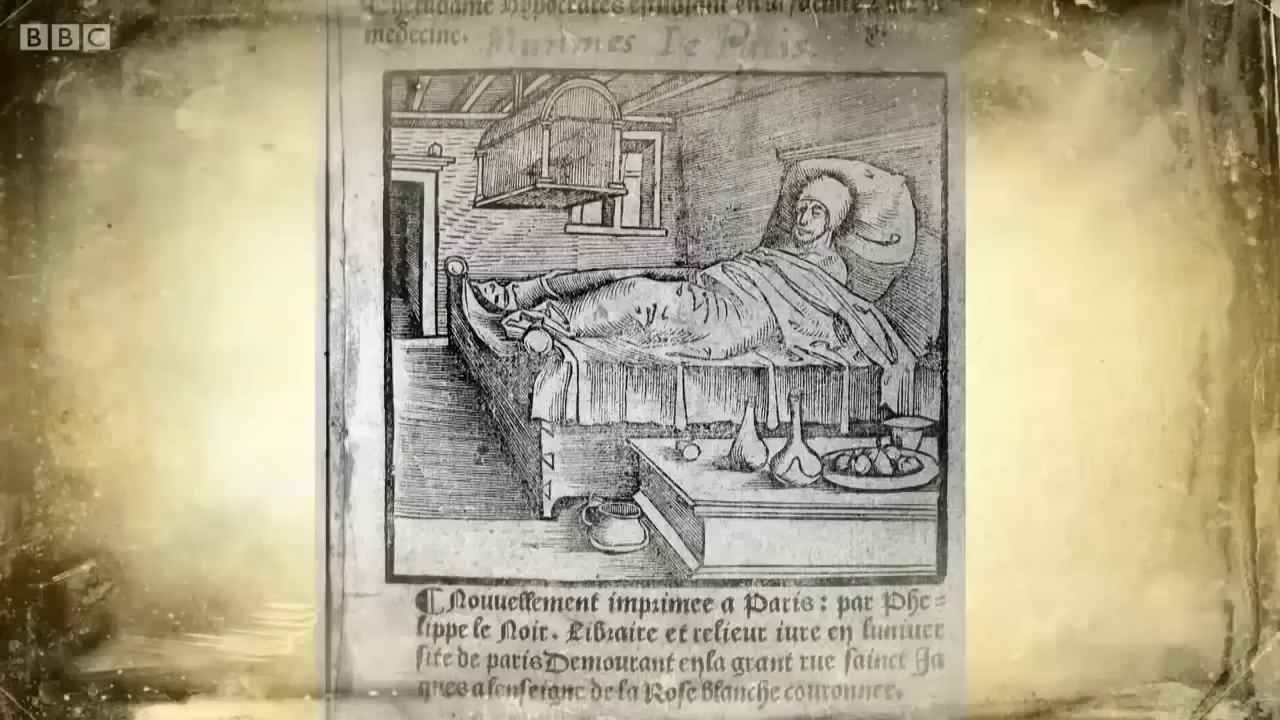 BBC
medecine.
¶ Nouuellement imprimee a Paris : par Phe=
lippe le Noir. Libraire et relieur iure en luniuer
site de paris Demourant en la grant rue sainct Ja
ques a lenseigne de la Rose blanche couronnee.